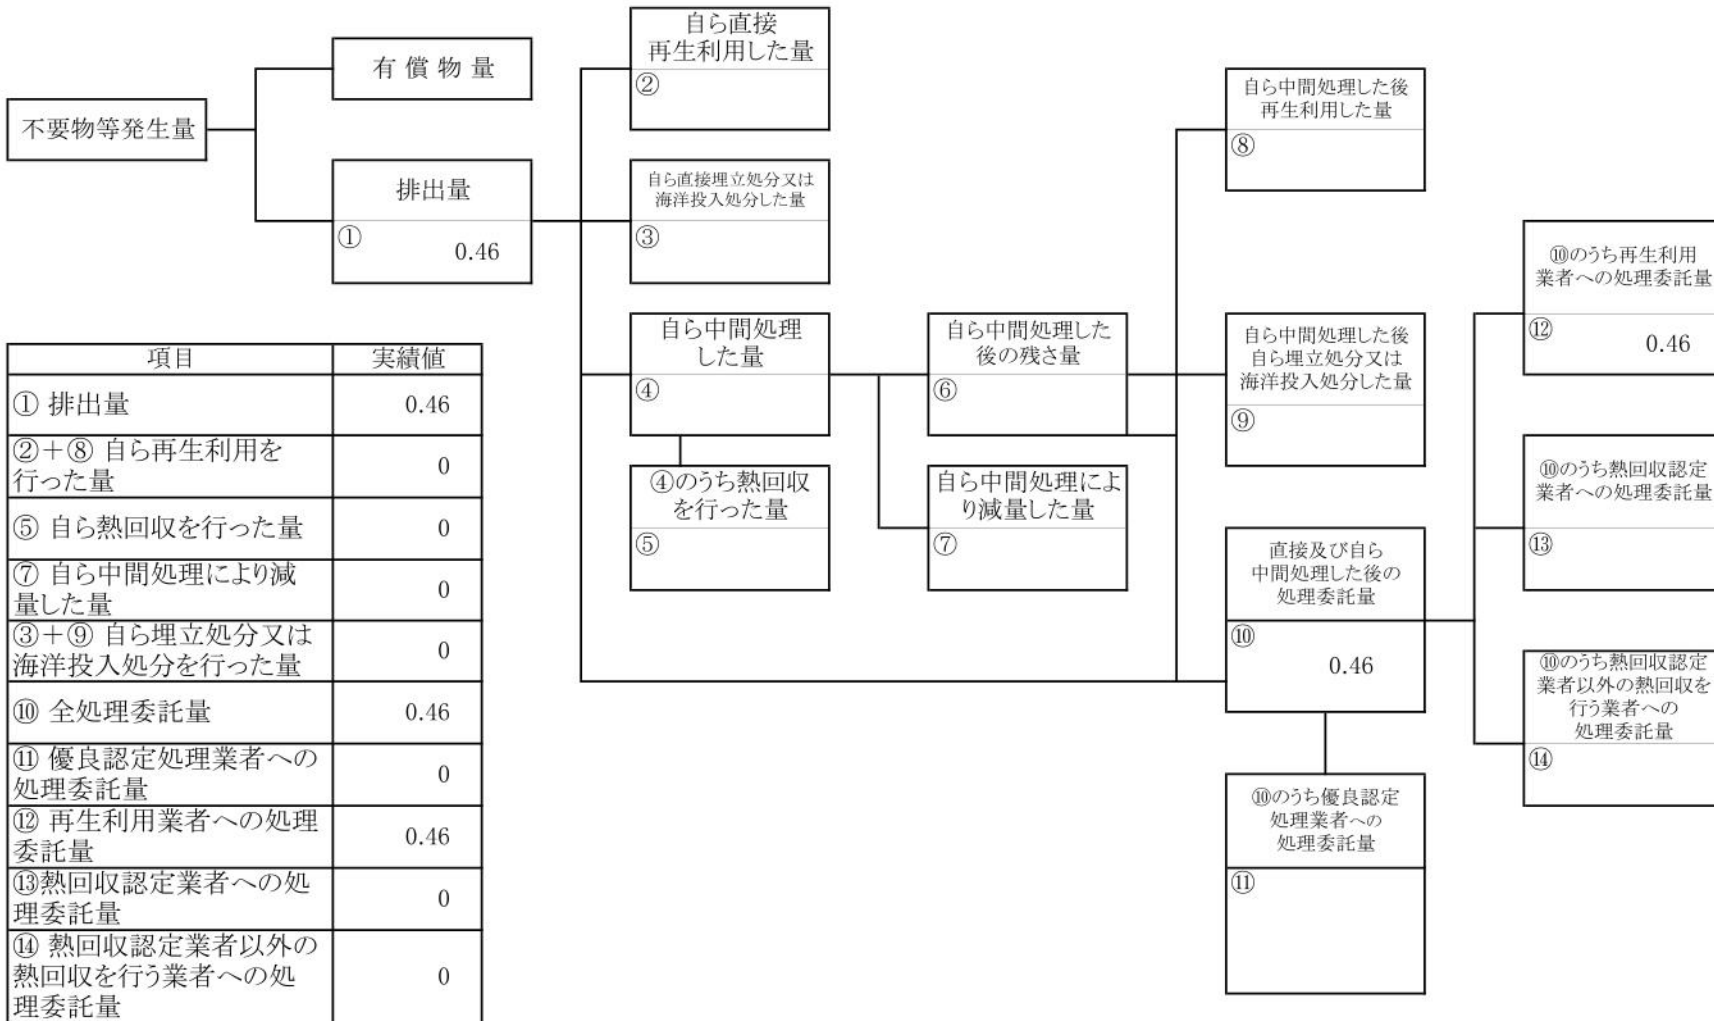 不要物等発生量
有 償 物 量
排出量
①
0.46
自ら直接
再生利用した量
②
自ら直接埋立処分又は
海洋投入処分した量
③
自ら中間処理
した量
④
④のうち熱回収
を行った量
⑤
自ら中間処理した
後の残さ量
⑥
自ら中間処理によ
り減量した量
⑦
自ら中間処理した後
再生利用した量
⑧
自ら中間処理した後
自ら埋立処分又は
海洋投入処分した量
⑨
直接及び自ら
中間処理した後の
処理委託量
⑩
0.46
⑩のうち優良認定
処理業者への
処理委託量
⑪
⑩のうち再生利用
業者への処理委託量
⑫
0.46
⑩のうち熱回収認定
業者への処理委託量
⑬
⑩のうち熱回収認定
業者以外の熱回収を
行う業者への
処理委託量
⑭
項目 実績値
① 排出量 0.46
②＋⑧ 自ら再生利用を
行った量 0
⑤ 自ら熱回収を行った量 0
⑦ 自ら中間処理により減
量した量 0
③＋⑨ 自ら埋立処分又は
海洋投入処分を行った量 0
⑩ 全処理委託量 0.46
⑪ 優良認定処理業者への
処理委託量 0
⑫ 再生利用業者への処理
委託量 0.46
⑬熱回収認定業者への処
理委託量 0
⑭ 熱回収認定業者以外の
熱回収を行う業者への処
理委託量 0